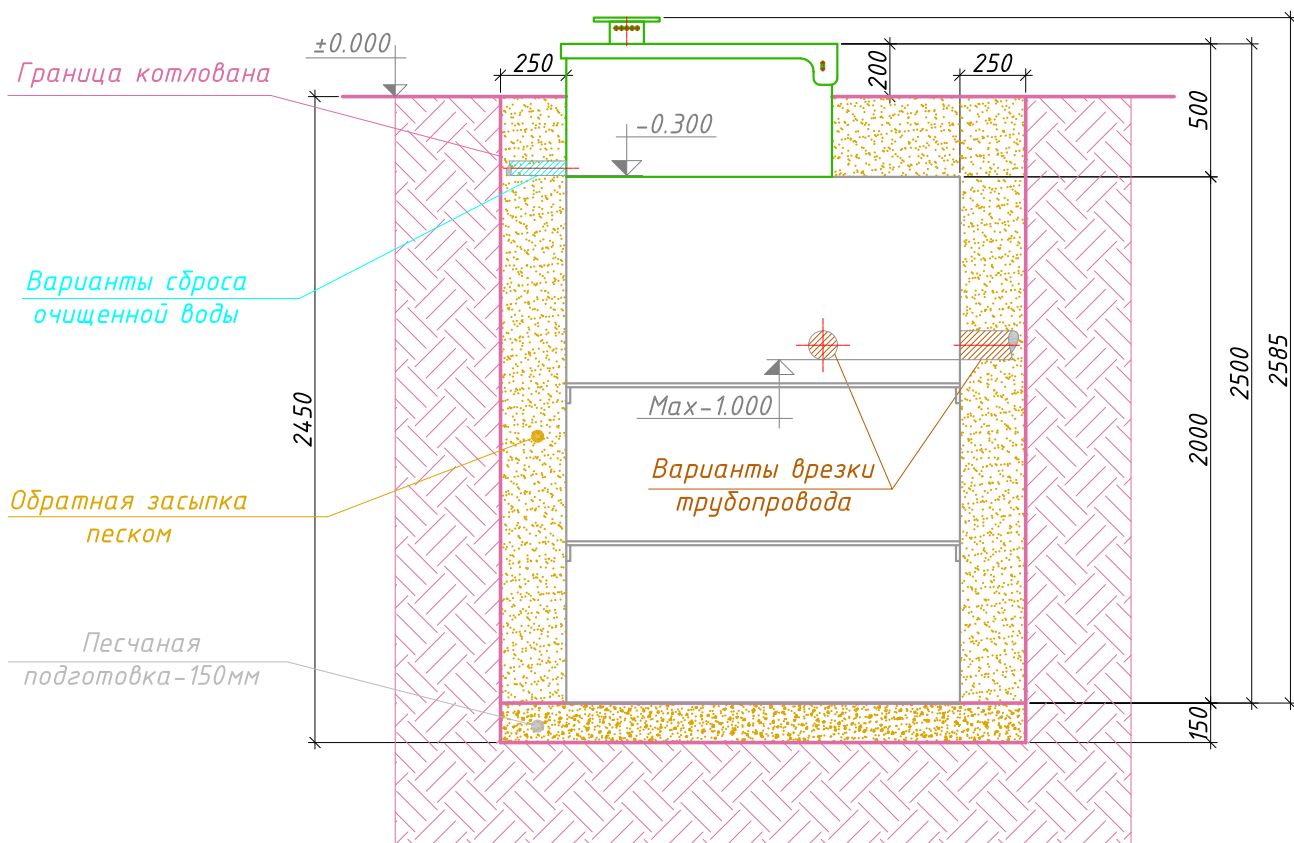 ±0.000
250
200
250
Граница котлована
500
-0.300
Варианты сброса
очищенной воды
2585
2500
2450
Max-1.000
2000
Варианты врезки
трубопровода
Обратная засыпка
песком
Песчаная
подготовка-150мм
150